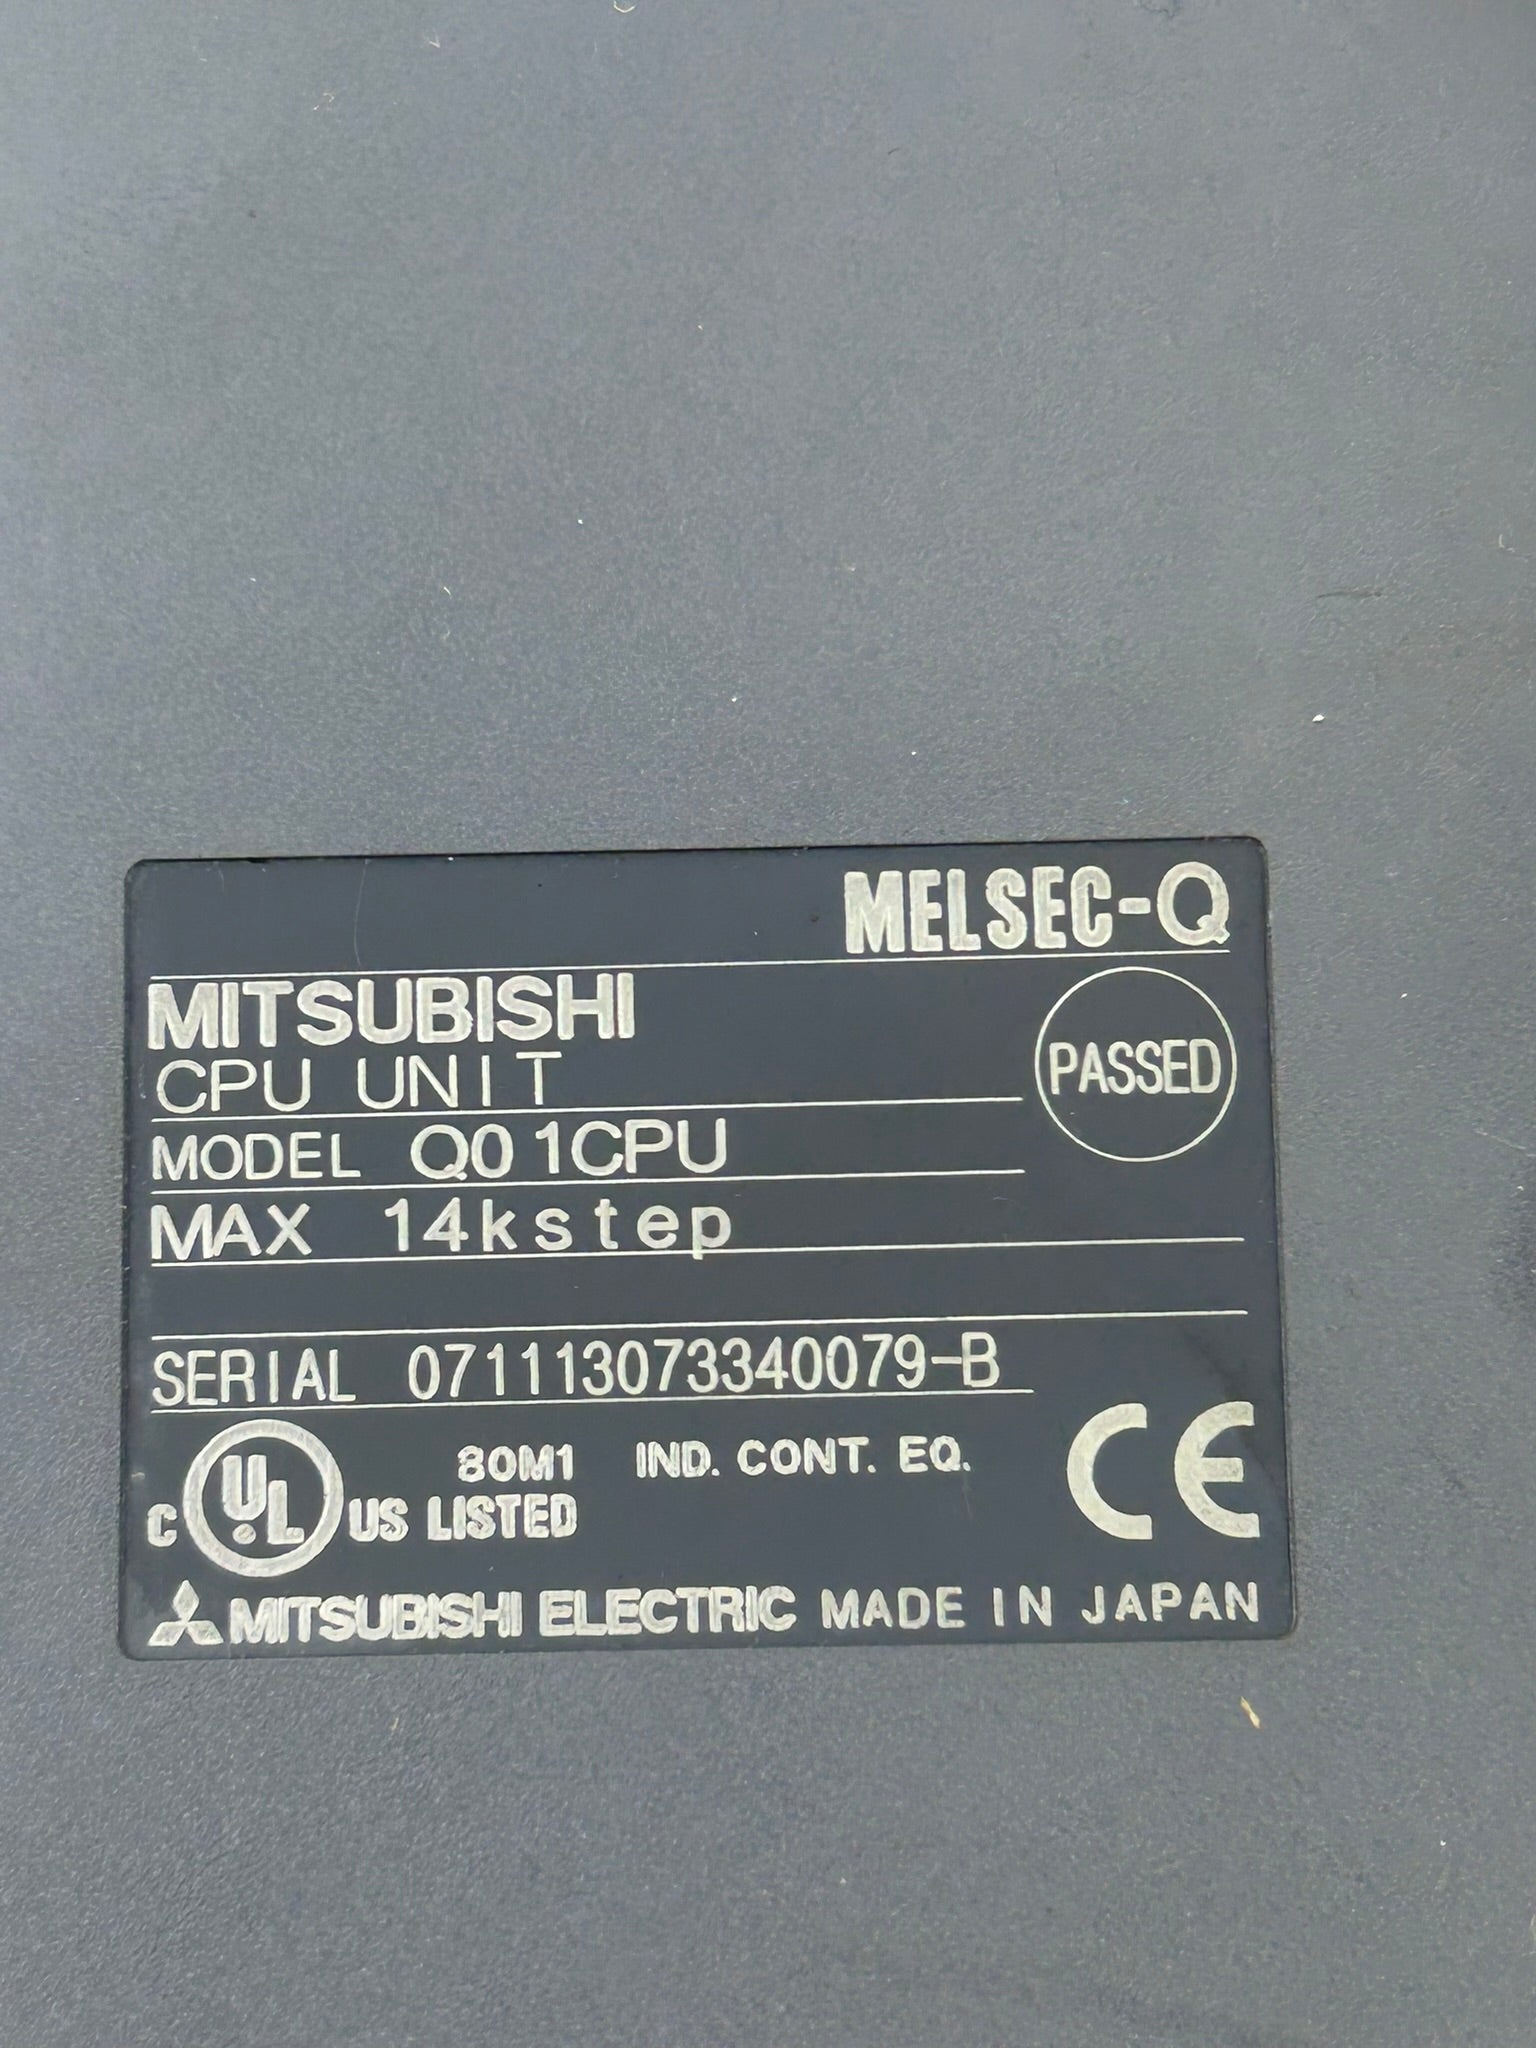 MELSEC-Q
MITSUBISHI
CPU UNIT
PASSED
MODEL Q01CPU
MAX 14kstep
SERIAL 071113073340079-B
80M1 IND. CONT. EQ.
C UL US LISTED
CE
MITSUBISHI ELECTRIC MADE IN JAPAN